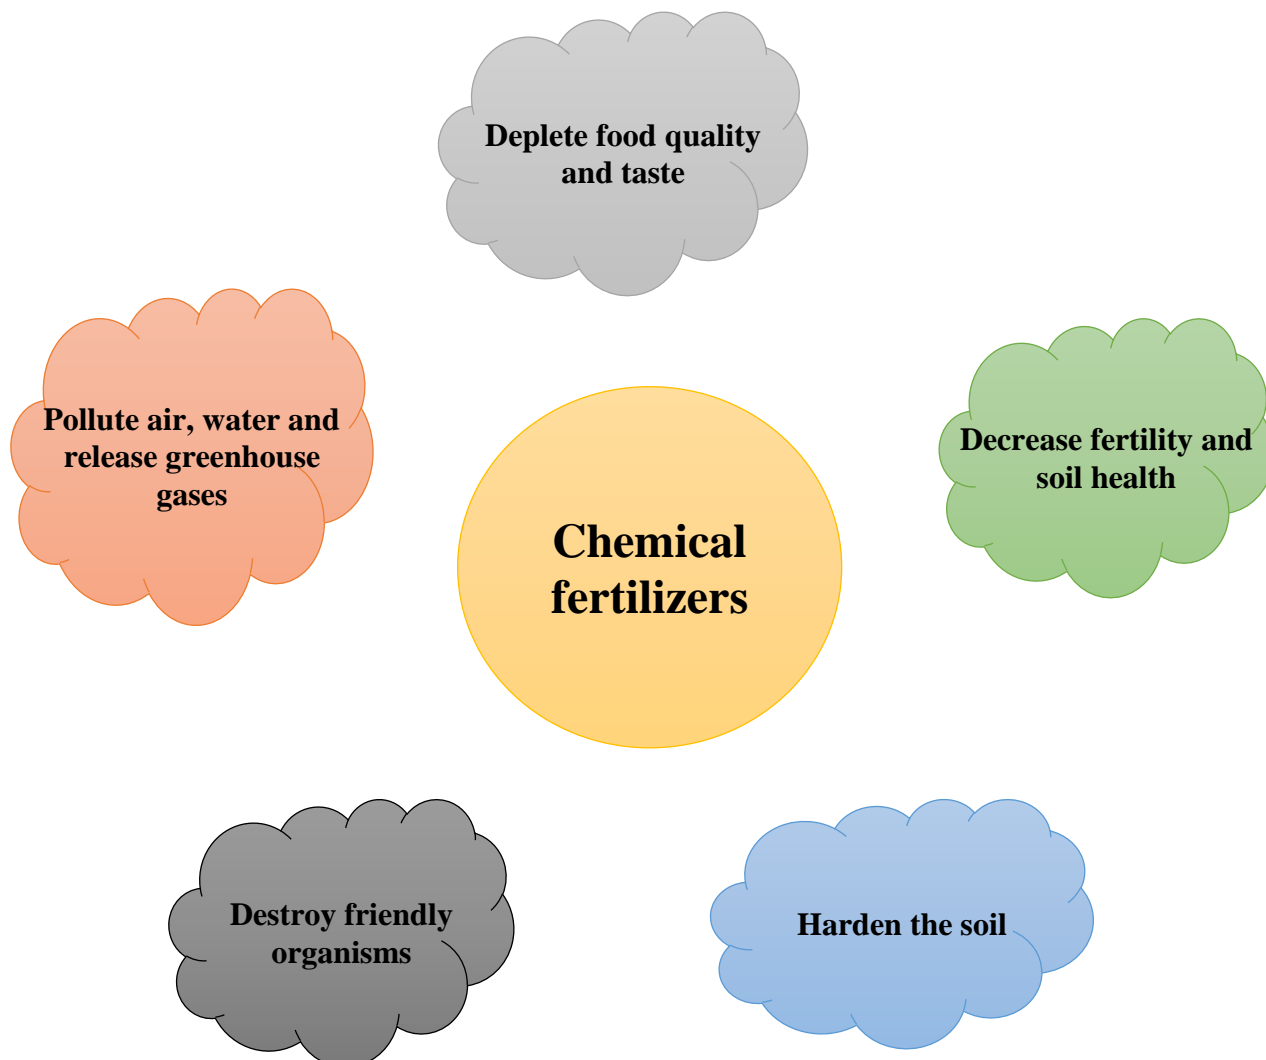 Deplete food quality
and taste
Pollute air, water and
release greenhouse
gases
Decrease fertility and
soil health
Chemical
fertilizers
Destroy friendly
organisms
Harden the soil